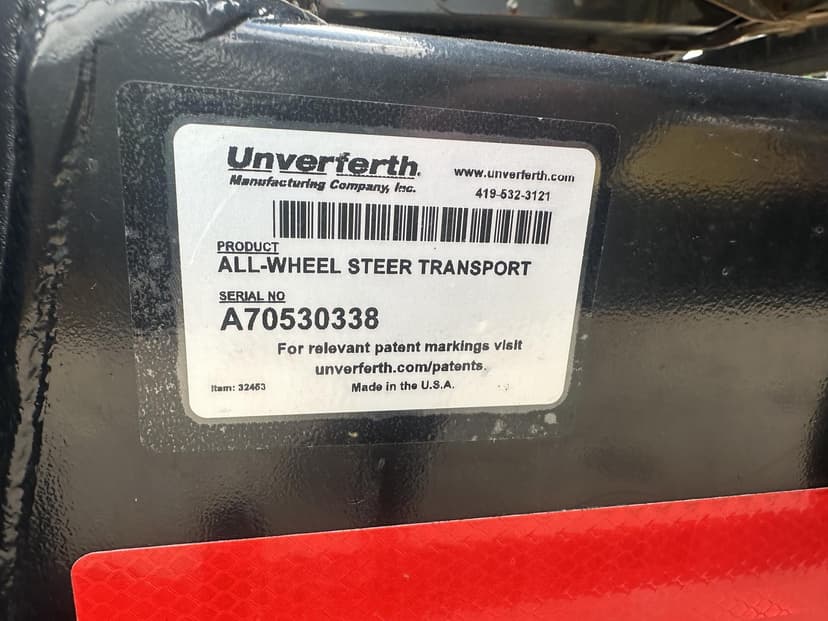 Unverferth
Manufacturing Company, Inc.
www.unverferth.com
419-532-3121
PRODUCT
ALL-WHEEL STEER TRANSPORT
SERIAL NO
A70530338
For relevant patent markings visit
unverferth.com/patents.
Item: 32453
Made in the U.S.A.